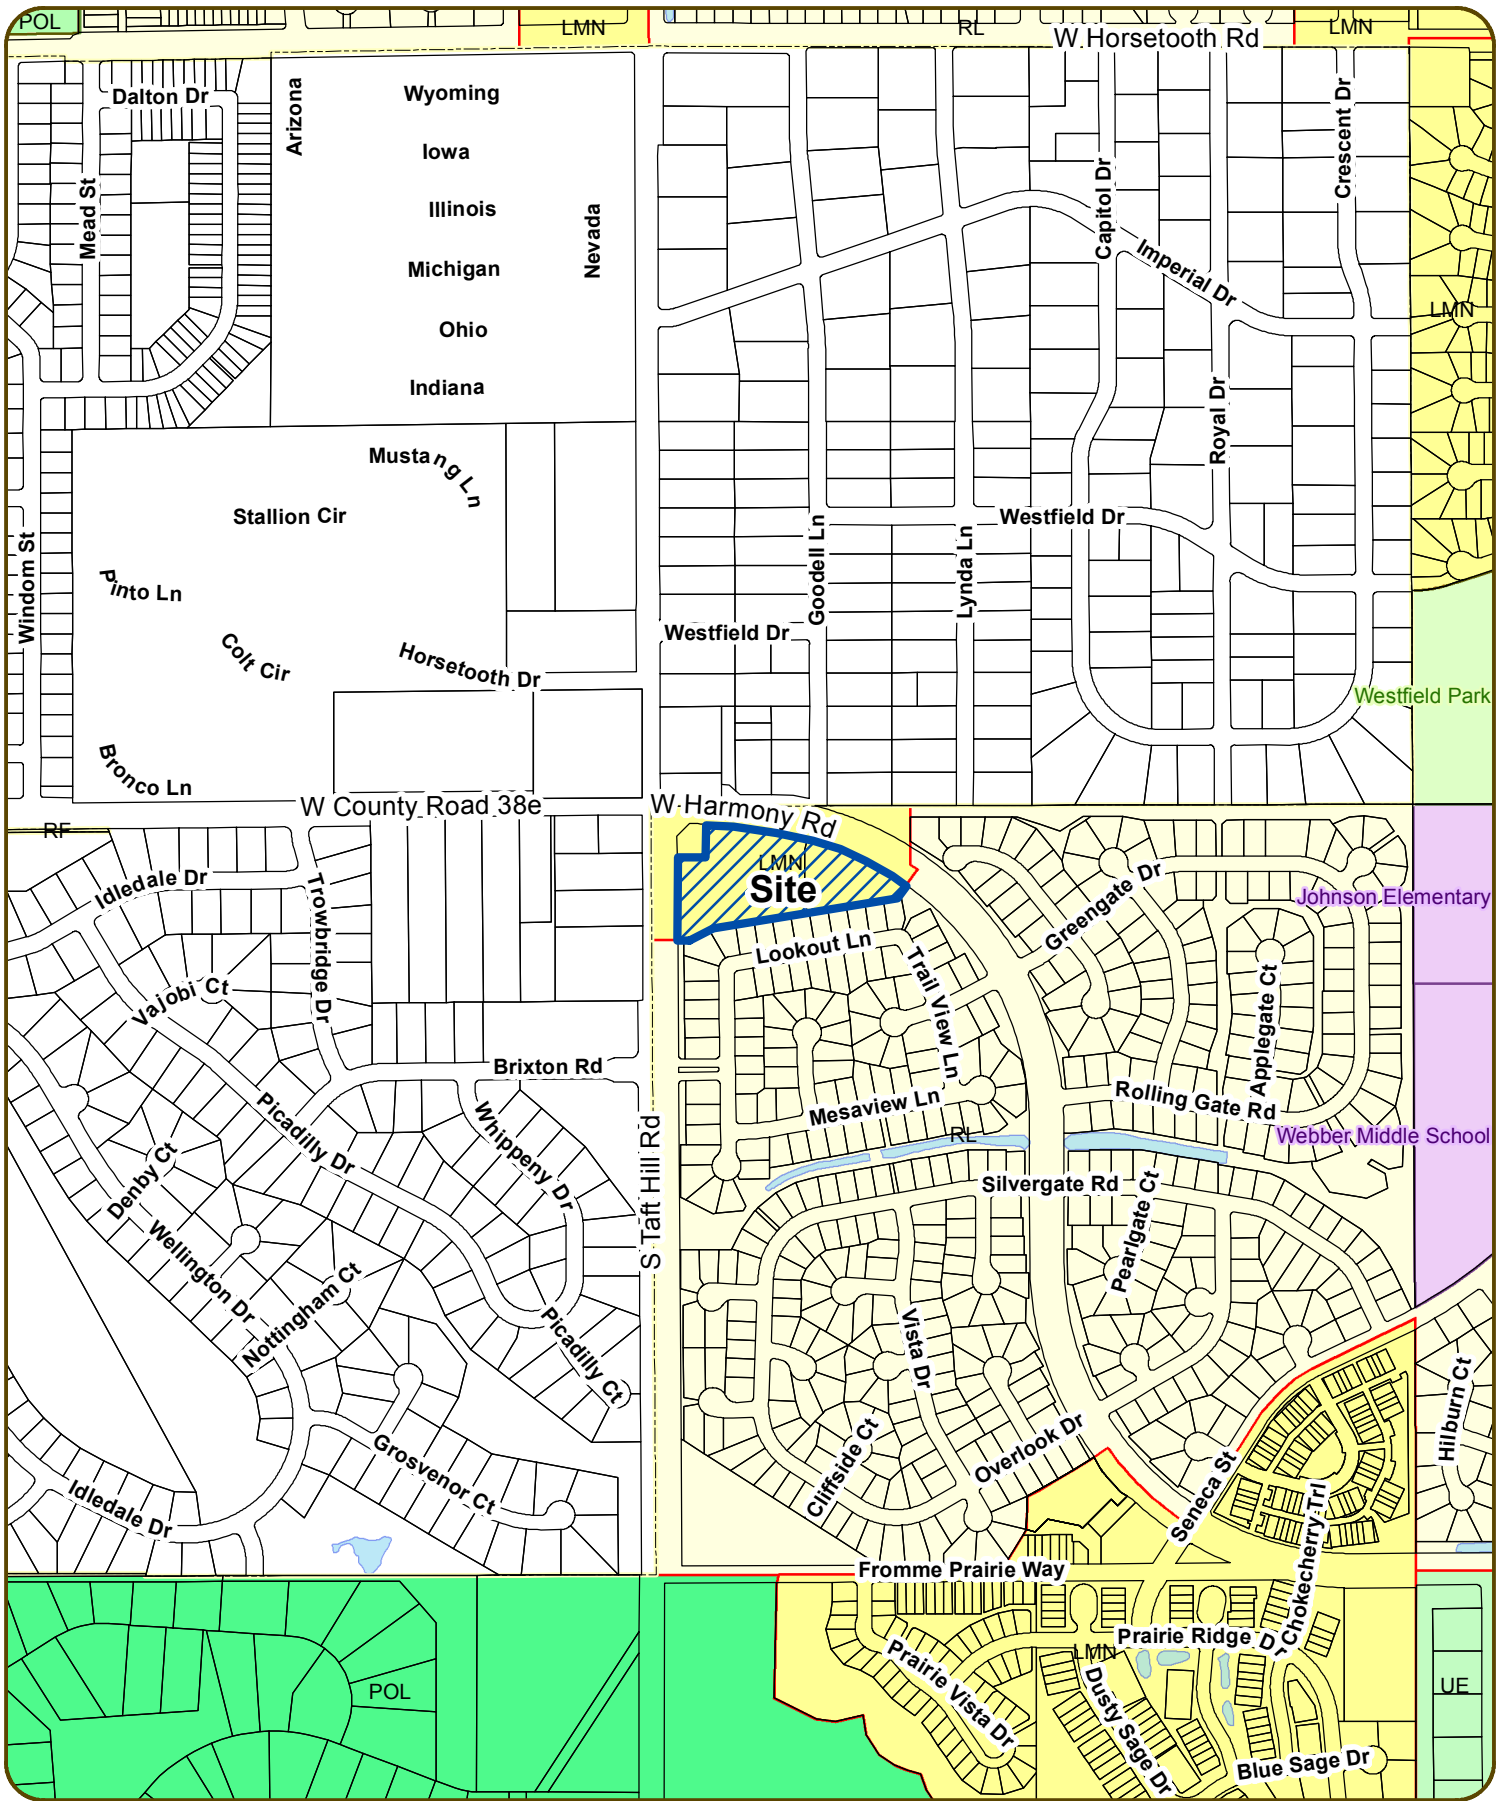 POL
LMN
RL
LMN
W Horsetooth Rd
Dalton Dr
Arizona
Wyoming
Iowa
Illinois
Michigan
Ohio
Indiana
Nevada
Mead St
Capitol Dr
Crescent Dr
Imperial Dr
LMN
Royal Dr
Mustang Ln
Stallion Cir
Windom St
Pinto Ln
Colt Cir
Horsetooth Dr
Bronco Ln
Westfield Dr
Goodell Ln
Lynda Ln
Westfield Dr
Westfield Park
W County Road 38e
W Harmony Rd
RF
LMN
Site
Idledale Dr
Trowbridge Dr
Vajobi Ct
Lookout Ln
Trail View Ln
Greengate Dr
Johnson Elementary
Applegate Ct
Brixton Rd
Picadilly Dr
Whippeny Dr
Denby Ct
Wellington Dr
Nottingham Ct
Picadilly Ct
S Taft Hill Rd
Mesaview Ln
Rolling Gate Rd
RL
Webber Middle School
Silvergate Rd
Pearlgate Ct
Vista Dr
Cliffside Ct
Overlook Dr
Seneca St
Hilburn Ct
Grosvenor Ct
Idledale Dr
Chokecherry Trl
Fromme Prairie Way
Prairie Ridge Dr
LMN
Prairie Vista Dr
Dusty Sage Dr
Blue Sage Dr
POL
UE